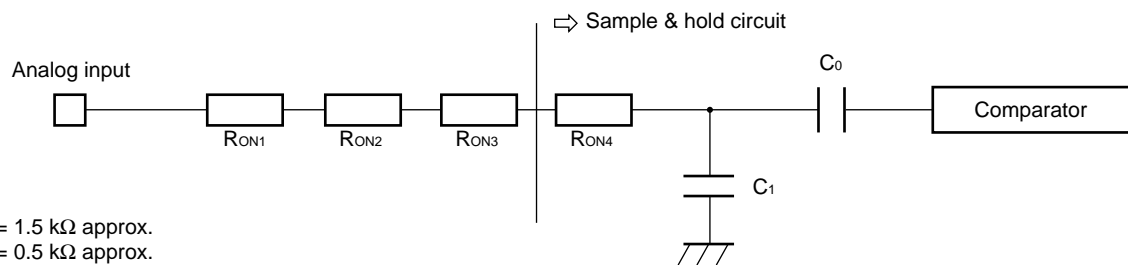 ⇨ Sample & hold circuit
Analog input
C0
Comparator
RON1
RON2
RON3
RON4
C1
= 1.5 kΩ approx.
= 0.5 kΩ approx.